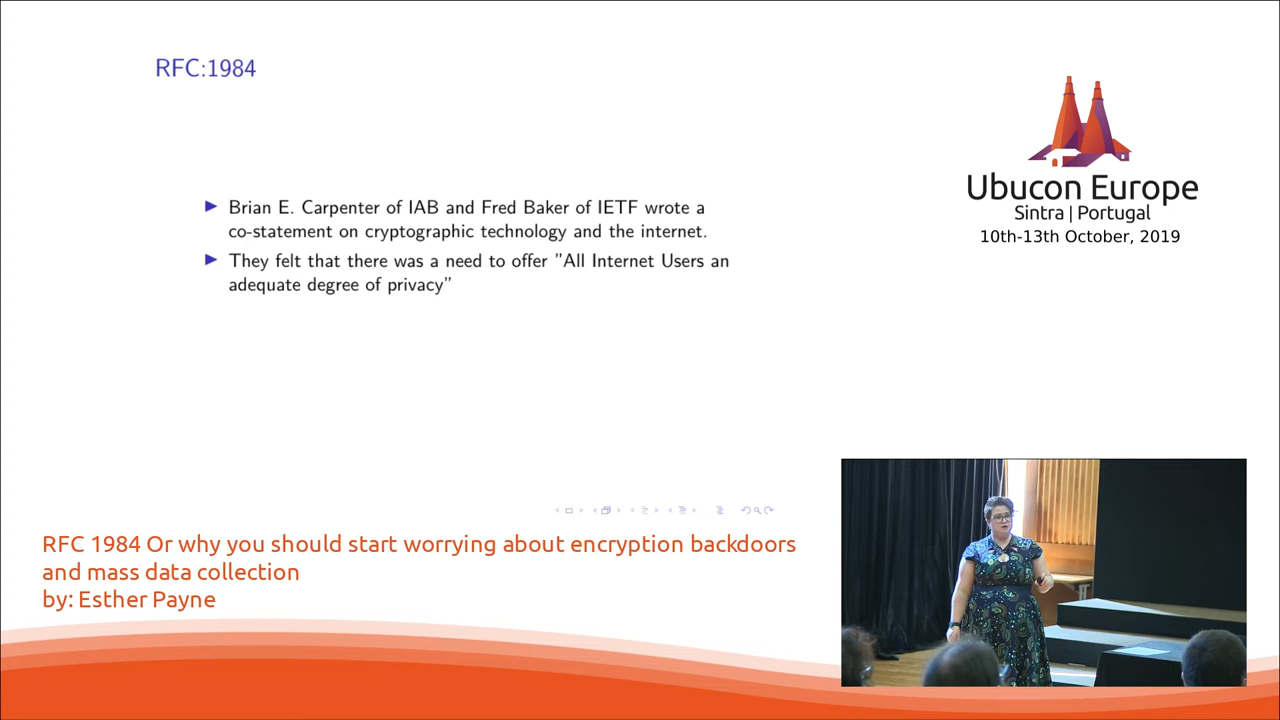 RFC:1984
Brian E. Carpenter of IAB and Fred Baker of IETF wrote a
co-statement on cryptographic technology and the internet.
They felt that there was a need to offer "All Internet Users an
adequate degree of privacy"
Ubucon Europe
Sintra | Portugal
10th-13th October, 2019
RFC 1984 Or why you should start worrying about encryption backdoors
and mass data collection
by: Esther Payne